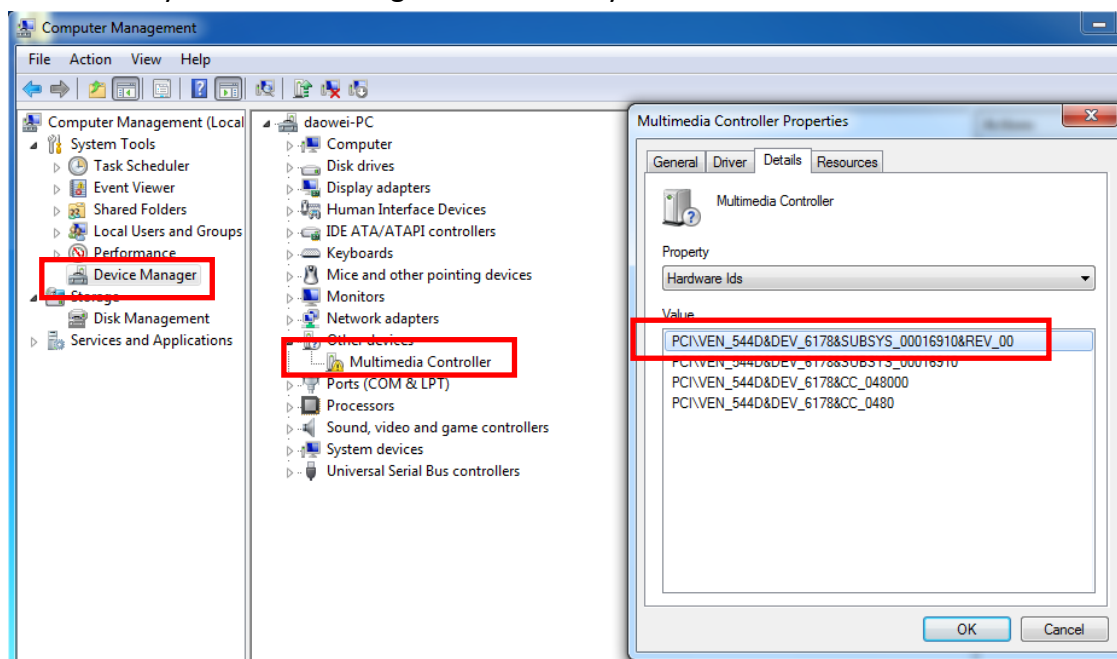 Computer Management
File Action View Help
Computer Management (Local
System Tools
Task Scheduler
Event Viewer
Shared Folders
Local Users and Groups
Performance
Device Manager
Storage
Disk Management
Services and Applications
daowei-PC
Computer
Disk drives
Display adapters
Human Interface Devices
IDE ATA/ATAPI controllers
Keyboards
Mice and other pointing devices
Monitors
Network adapters
Other devices
Multimedia Controller
Ports (COM & LPT)
Processors
Sound, video and game controllers
System devices
Universal Serial Bus controllers
Multimedia Controller Properties
General Driver Details Resources
Multimedia Controller
Property
Hardware Ids
Value
PCI\VEN_544D&DEV_6178&SUBSYS_00016910&REV_00
PCI\VEN_544D&DEV_6178&SUBSYS_00016910
PCI\VEN_544D&DEV_6178&CC_048000
PCI\VEN_544D&DEV_6178&CC_0480
OK Cancel